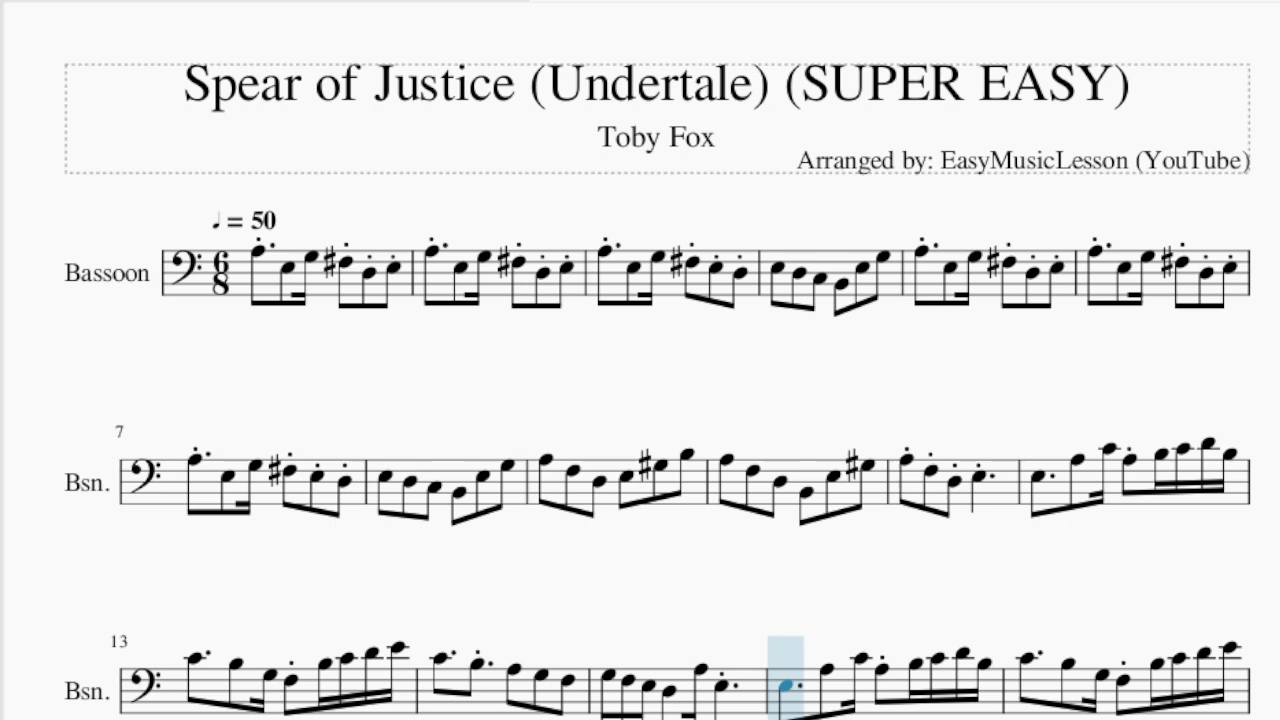 Spear of Justice (Undertale) (SUPER EASY)
Toby Fox
Arranged by: EasyMusicLesson (YouTube)
♩ = 50
Bassoon
6
8
7
Bsn.
13
Bsn.